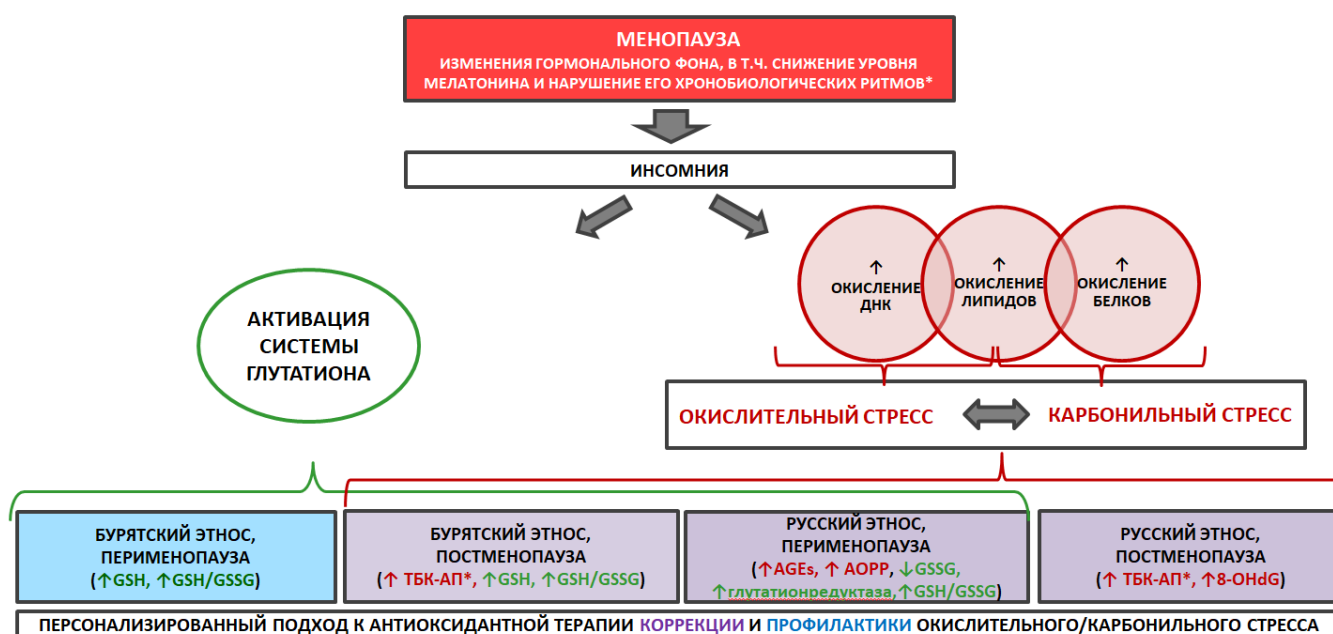 МЕНОПАУЗА
ИЗМЕНЕНИЯ ГОРМОНАЛЬНОГО ФОНА, В Т.Ч. СНИЖЕНИЕ УРОВНЯ
МЕЛАТОНИНА И НАРУШЕНИЕ ЕГО ХРОНОБИОЛОГИЧЕСКИХ РИТМОВ*
ИНСОМНИЯ
АКТИВАЦИЯ
СИСТЕМЫ
ГЛУТАТИОНА
↑
ОКИСЛЕНИЕ
ДНК
↑
ОКИСЛЕНИЕ
ЛИПИДОВ
↑
ОКИСЛЕНИЕ
БЕЛКОВ
ОКИСЛИТЕЛЬНЫЙ СТРЕСС
КАРБОНИЛЬНЫЙ СТРЕСС
БУРЯТСКИЙ ЭТНОС,
ПЕРИМЕНОПАУЗА
(↑GSH, ↑GSH/GSSG)
БУРЯТСКИЙ ЭТНОС,
ПОСТМЕНОПАУЗА
(↑ ТБК-АП*, ↑GSH, ↑GSH/GSSG)
РУССКИЙ ЭТНОС,
ПЕРИМЕНОПАУЗА
(↑AGEs, ↑ AOPP, ↓GSSG,
↑глутатионредуктаза,↑GSH/GSSG)
РУССКИЙ ЭТНОС,
ПОСТМЕНОПАУЗА
(↑ ТБК-АП*, ↑8-OHdG)
ПЕРСОНАЛИЗИРОВАННЫЙ ПОДХОД К АНТИОКСИДАНТНОЙ ТЕРАПИИ КОРРЕКЦИИ И ПРОФИЛАКТИКИ ОКИСЛИТЕЛЬНОГО/КАРБОНИЛЬНОГО СТРЕССА